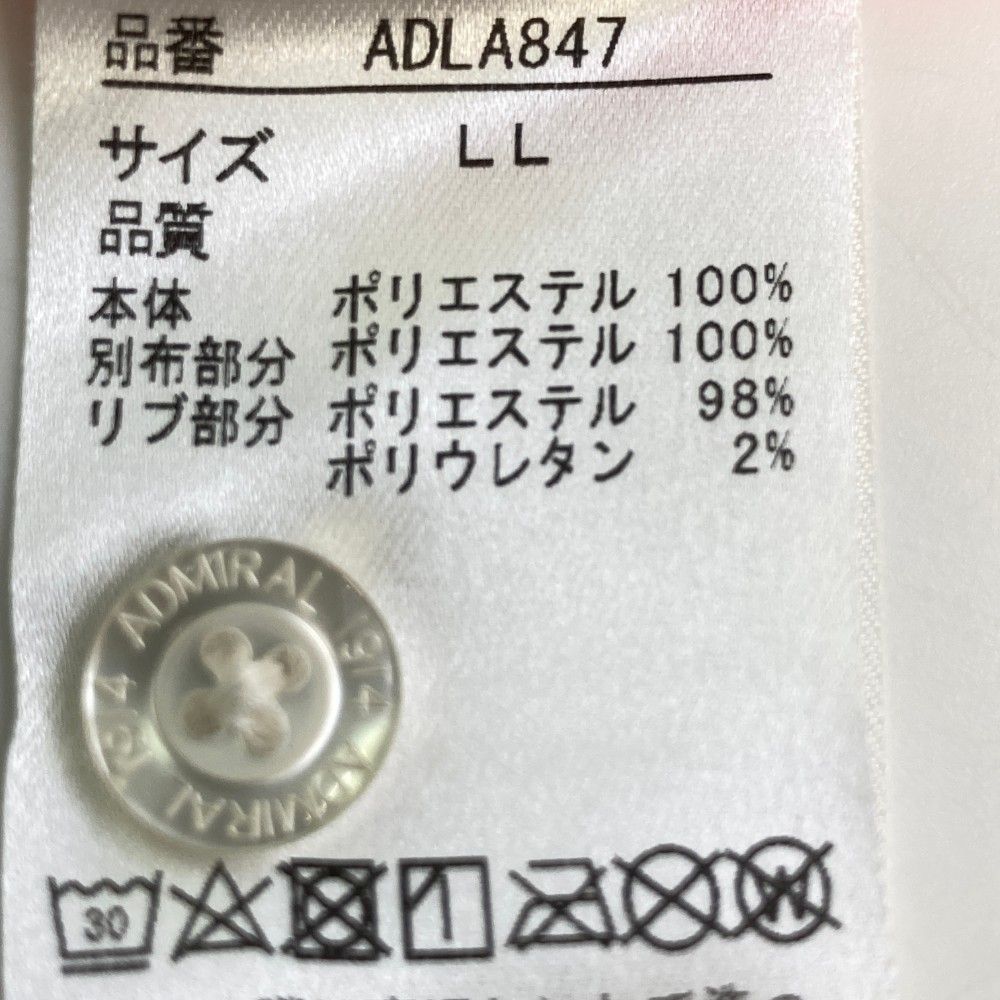 品番 ADLA847
サイズ LL
品質
本体 ポリエステル 100%
別布部分 ポリエステル 100%
リブ部分 ポリエステル 98%
ポリウレタン 2%
ADMIRAL 1914 ADMIRAL 1914
30
W